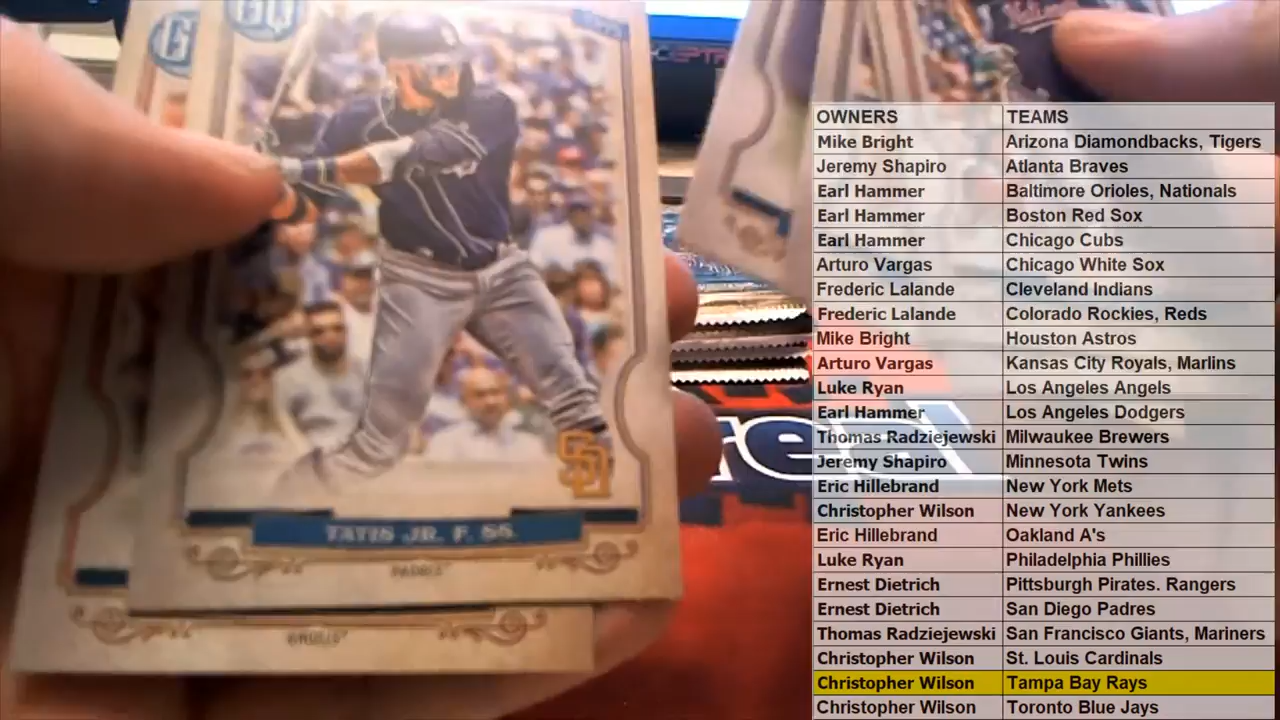 GQ
G
SD
TATIS JR. F. SS.
PADRES
ANGELS
real
OWNERS TEAMS
Mike Bright Arizona Diamondbacks, Tigers
Jeremy Shapiro Atlanta Braves
Earl Hammer Baltimore Orioles, Nationals
Earl Hammer Boston Red Sox
Earl Hammer Chicago Cubs
Arturo Vargas Chicago White Sox
Frederic Lalande Cleveland Indians
Frederic Lalande Colorado Rockies, Reds
Mike Bright Houston Astros
Arturo Vargas Kansas City Royals, Marlins
Luke Ryan Los Angeles Angels
Earl Hammer Los Angeles Dodgers
Thomas Radziejewski Milwaukee Brewers
Jeremy Shapiro Minnesota Twins
Eric Hillebrand New York Mets
Christopher Wilson New York Yankees
Eric Hillebrand Oakland A's
Luke Ryan Philadelphia Phillies
Ernest Dietrich Pittsburgh Pirates. Rangers
Ernest Dietrich San Diego Padres
Thomas Radziejewski San Francisco Giants, Mariners
Christopher Wilson St. Louis Cardinals
Christopher Wilson Tampa Bay Rays
Christopher Wilson Toronto Blue Jays